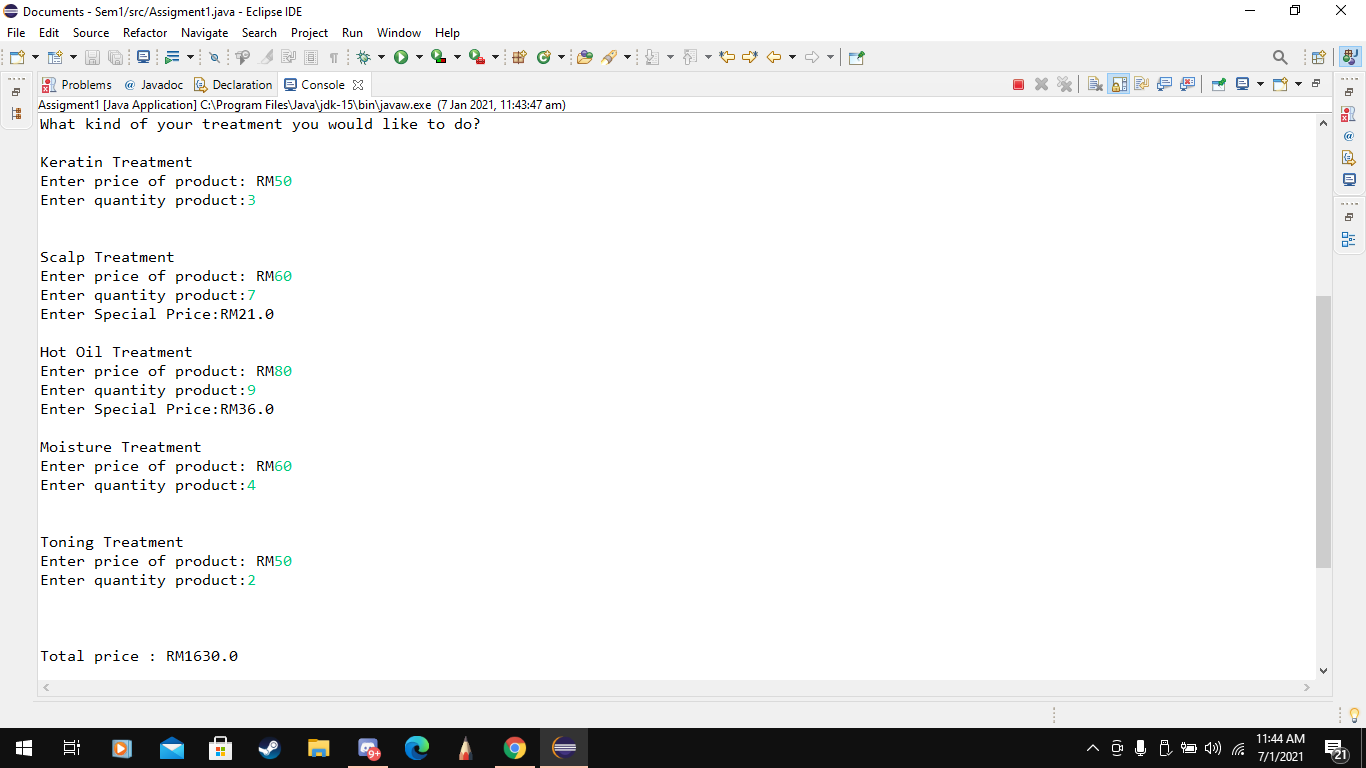 Documents - Sem1/src/Assigment1.java - Eclipse IDE
File Edit Source Refactor Navigate Search Project Run Window Help
Problems @ Javadoc Declaration Console
Assigment1 [Java Application] C:\Program Files\Java\jdk-15\bin\javaw.exe (7 Jan 2021, 11:43:47 am)
What kind of your treatment you would like to do?
Keratin Treatment
Enter price of product: RM50
Enter quantity product:3
Scalp Treatment
Enter price of product: RM60
Enter quantity product:7
Enter Special Price:RM21.0
Hot Oil Treatment
Enter price of product: RM80
Enter quantity product:9
Enter Special Price:RM36.0
Moisture Treatment
Enter price of product: RM60
Enter quantity product:4
Toning Treatment
Enter price of product: RM50
Enter quantity product:2
Total price : RM1630.0
9+
11:44 AM
7/1/2021
21